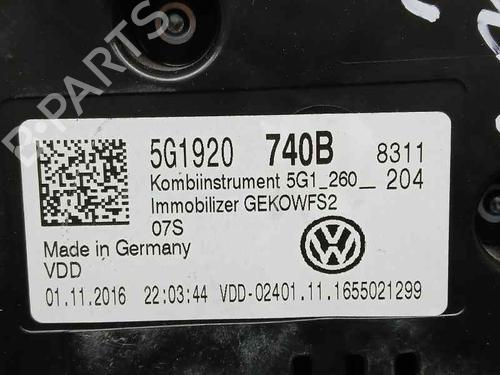 B-PARTS
5G1920 740B 8311
Kombiinstrument 5G1_260__ 204
Immobilizer GEKOWFS2
07S
Made in Germany
VDD
01.11.2016 22:03:44 VDD-02401.11.1655021299